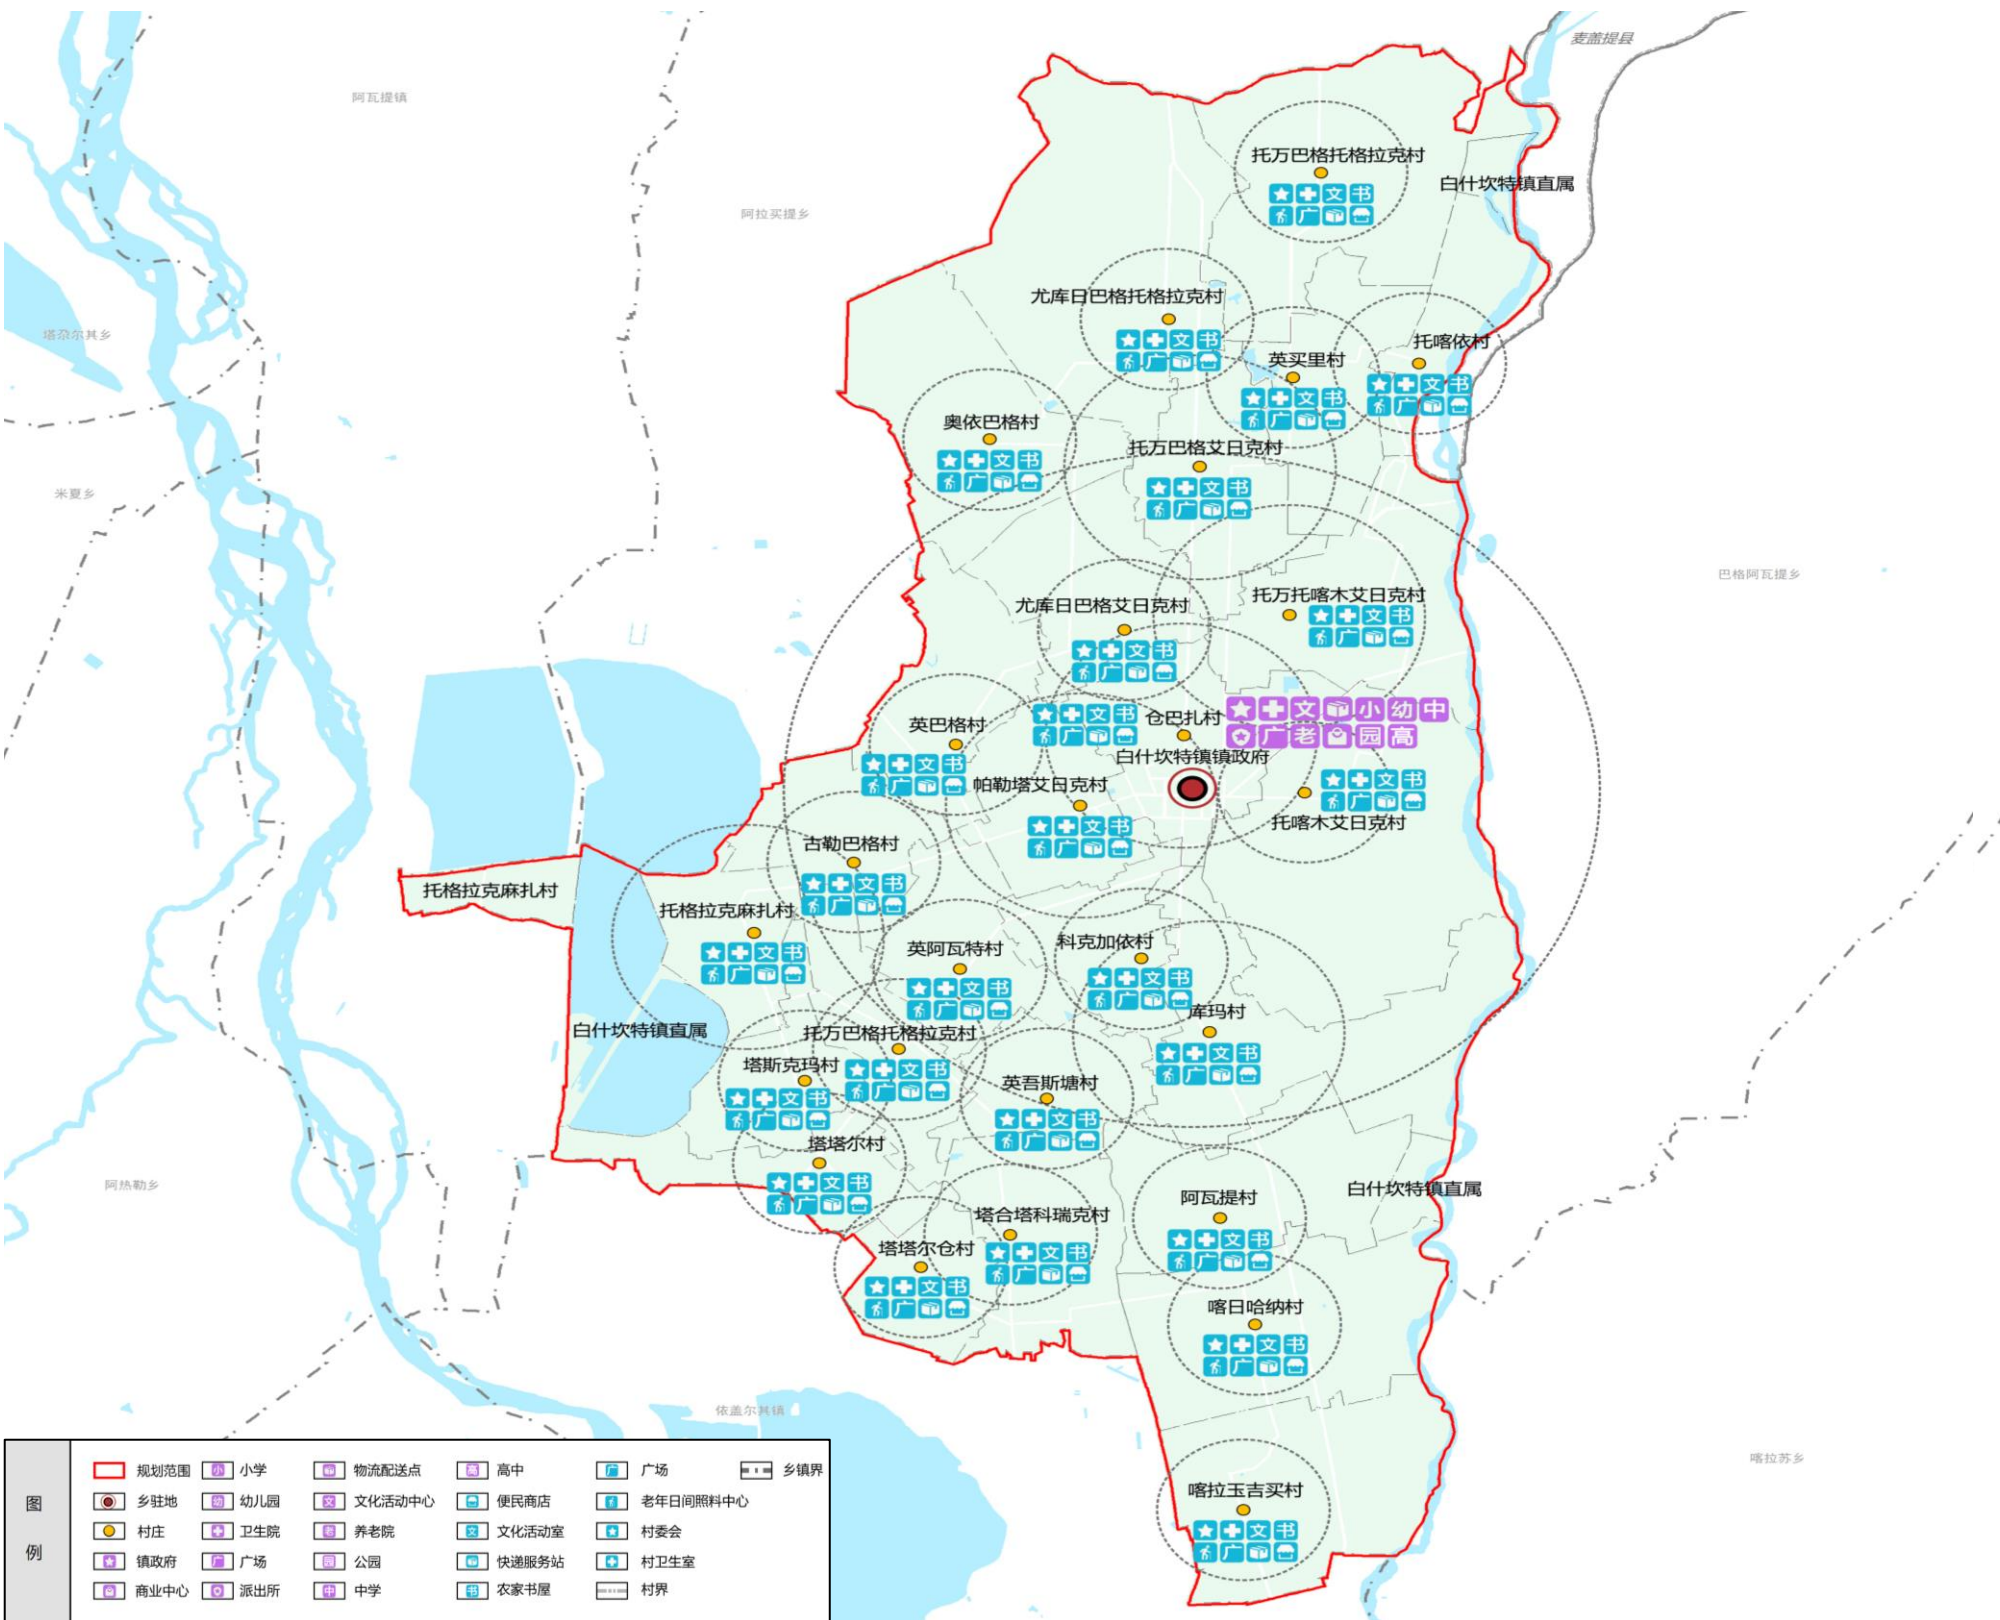 麦盖提县
阿瓦提镇
托万巴格托格拉克村
白什坎特镇直属
阿拉买提乡
尤库日巴格托格拉克村
塔尕尔其乡
托喀依村
英买里村
奥依巴格村
托万巴格艾日克村
米夏乡
巴格阿瓦提乡
托万托喀木艾日克村
尤库日巴格艾日克村
仓巴扎村
英巴格村
小 幼 中
广 老 园 高
白什坎特镇镇政府
帕勒塔艾日克村
托喀木艾日克村
古勒巴格村
托格拉克麻扎村
托格拉克麻扎村
英阿瓦特村
科克加依村
库玛村
白什坎特镇直属
托万巴格托格拉克村
塔斯克玛村
英吾斯塘村
塔塔尔村
阿热勒乡
阿瓦提村
白什坎特镇直属
塔合塔科瑞克村
塔塔尔仓村
喀日哈纳村
依盖尔其镇
喀拉苏乡
喀拉玉吉买村
图例
规划范围 小学 物流配送点 高中 广场 乡镇界
乡驻地 幼儿园 文化活动中心 便民商店 老年日间照料中心
村庄 卫生院 养老院 文化活动室 村委会
镇政府 广场 公园 快递服务站 村卫生室
商业中心 派出所 中学 农家书屋 村界